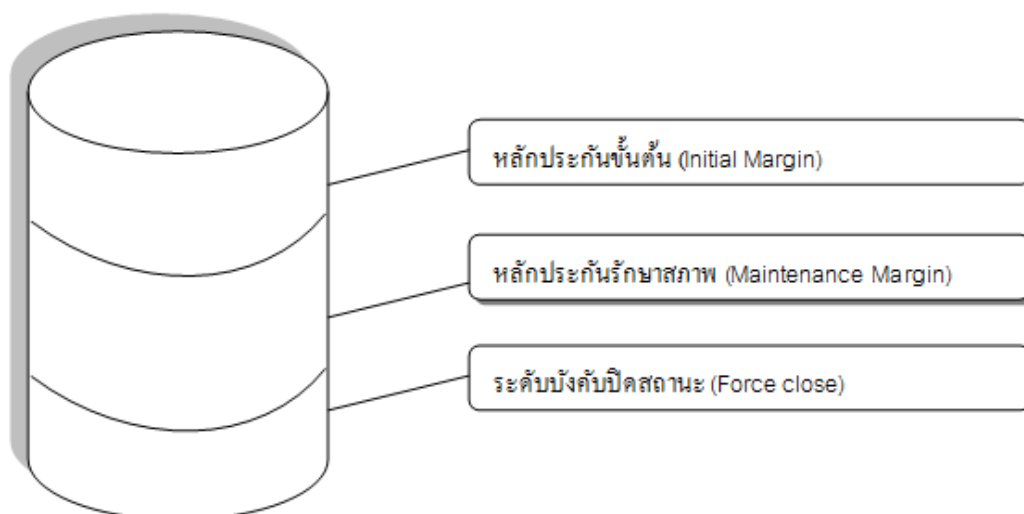 หลักประกันขั้นต้น (Initial Margin)
หลักประกันรักษาสภาพ (Maintenance Margin)
ระดับบังคับปิดสถานะ (Force close)